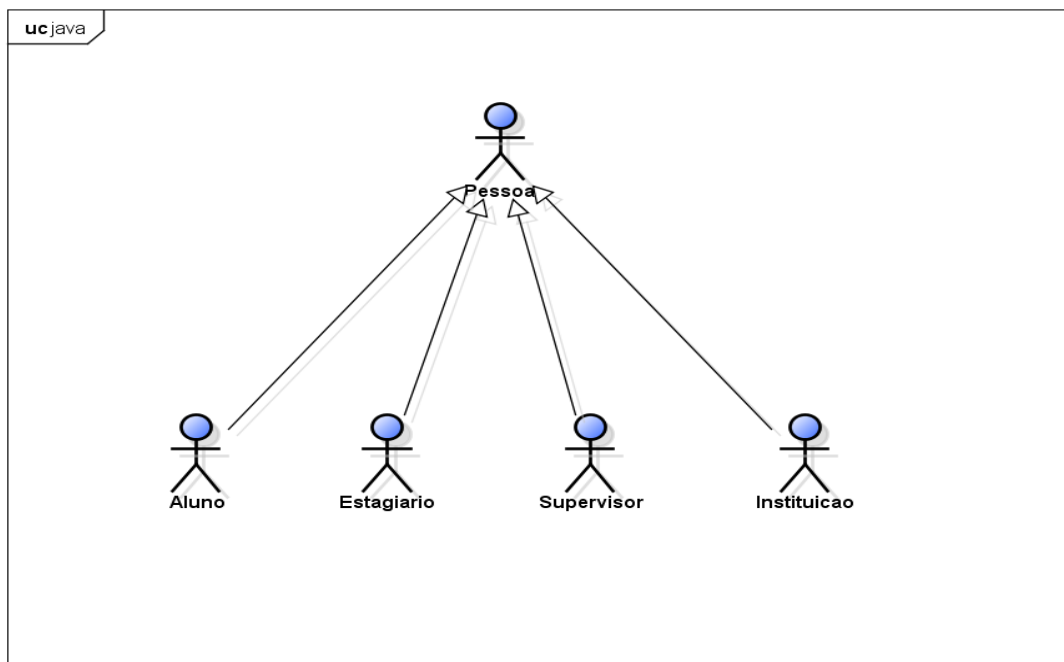 uc java
Pessoa
Aluno
Estagiario
Supervisor
Instituicao